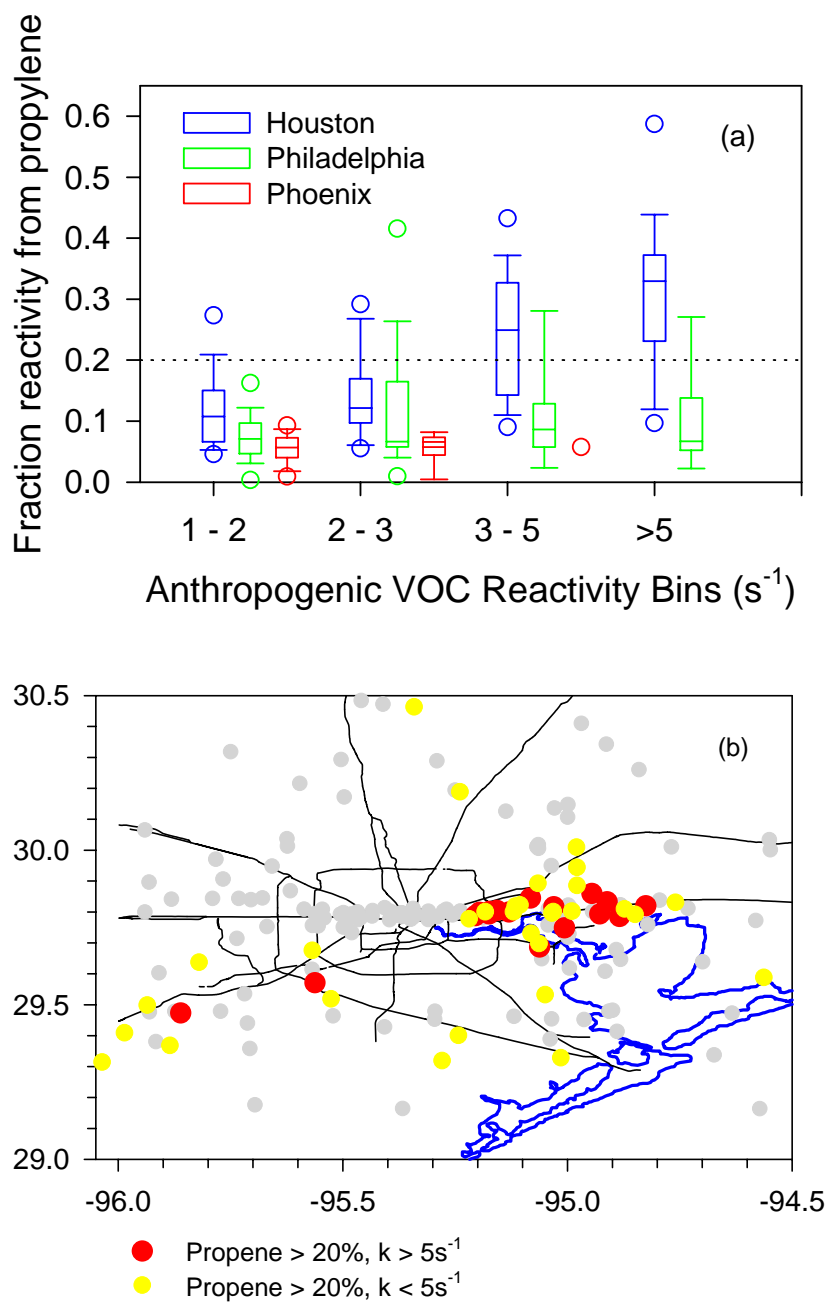 Fraction reactivity from propylene
(a)
Houston
Philadelphia
Phoenix
0.6
0.5
0.4
0.3
0.2
0.1
0.0
1 - 2 2 - 3 3 - 5 >5
Anthropogenic VOC Reactivity Bins (s⁻¹)
(b)
30.5
30.0
29.5
29.0
-96.0 -95.5 -95.0 -94.5
Propene > 20%, k > 5s⁻¹
Propene > 20%, k < 5s⁻¹